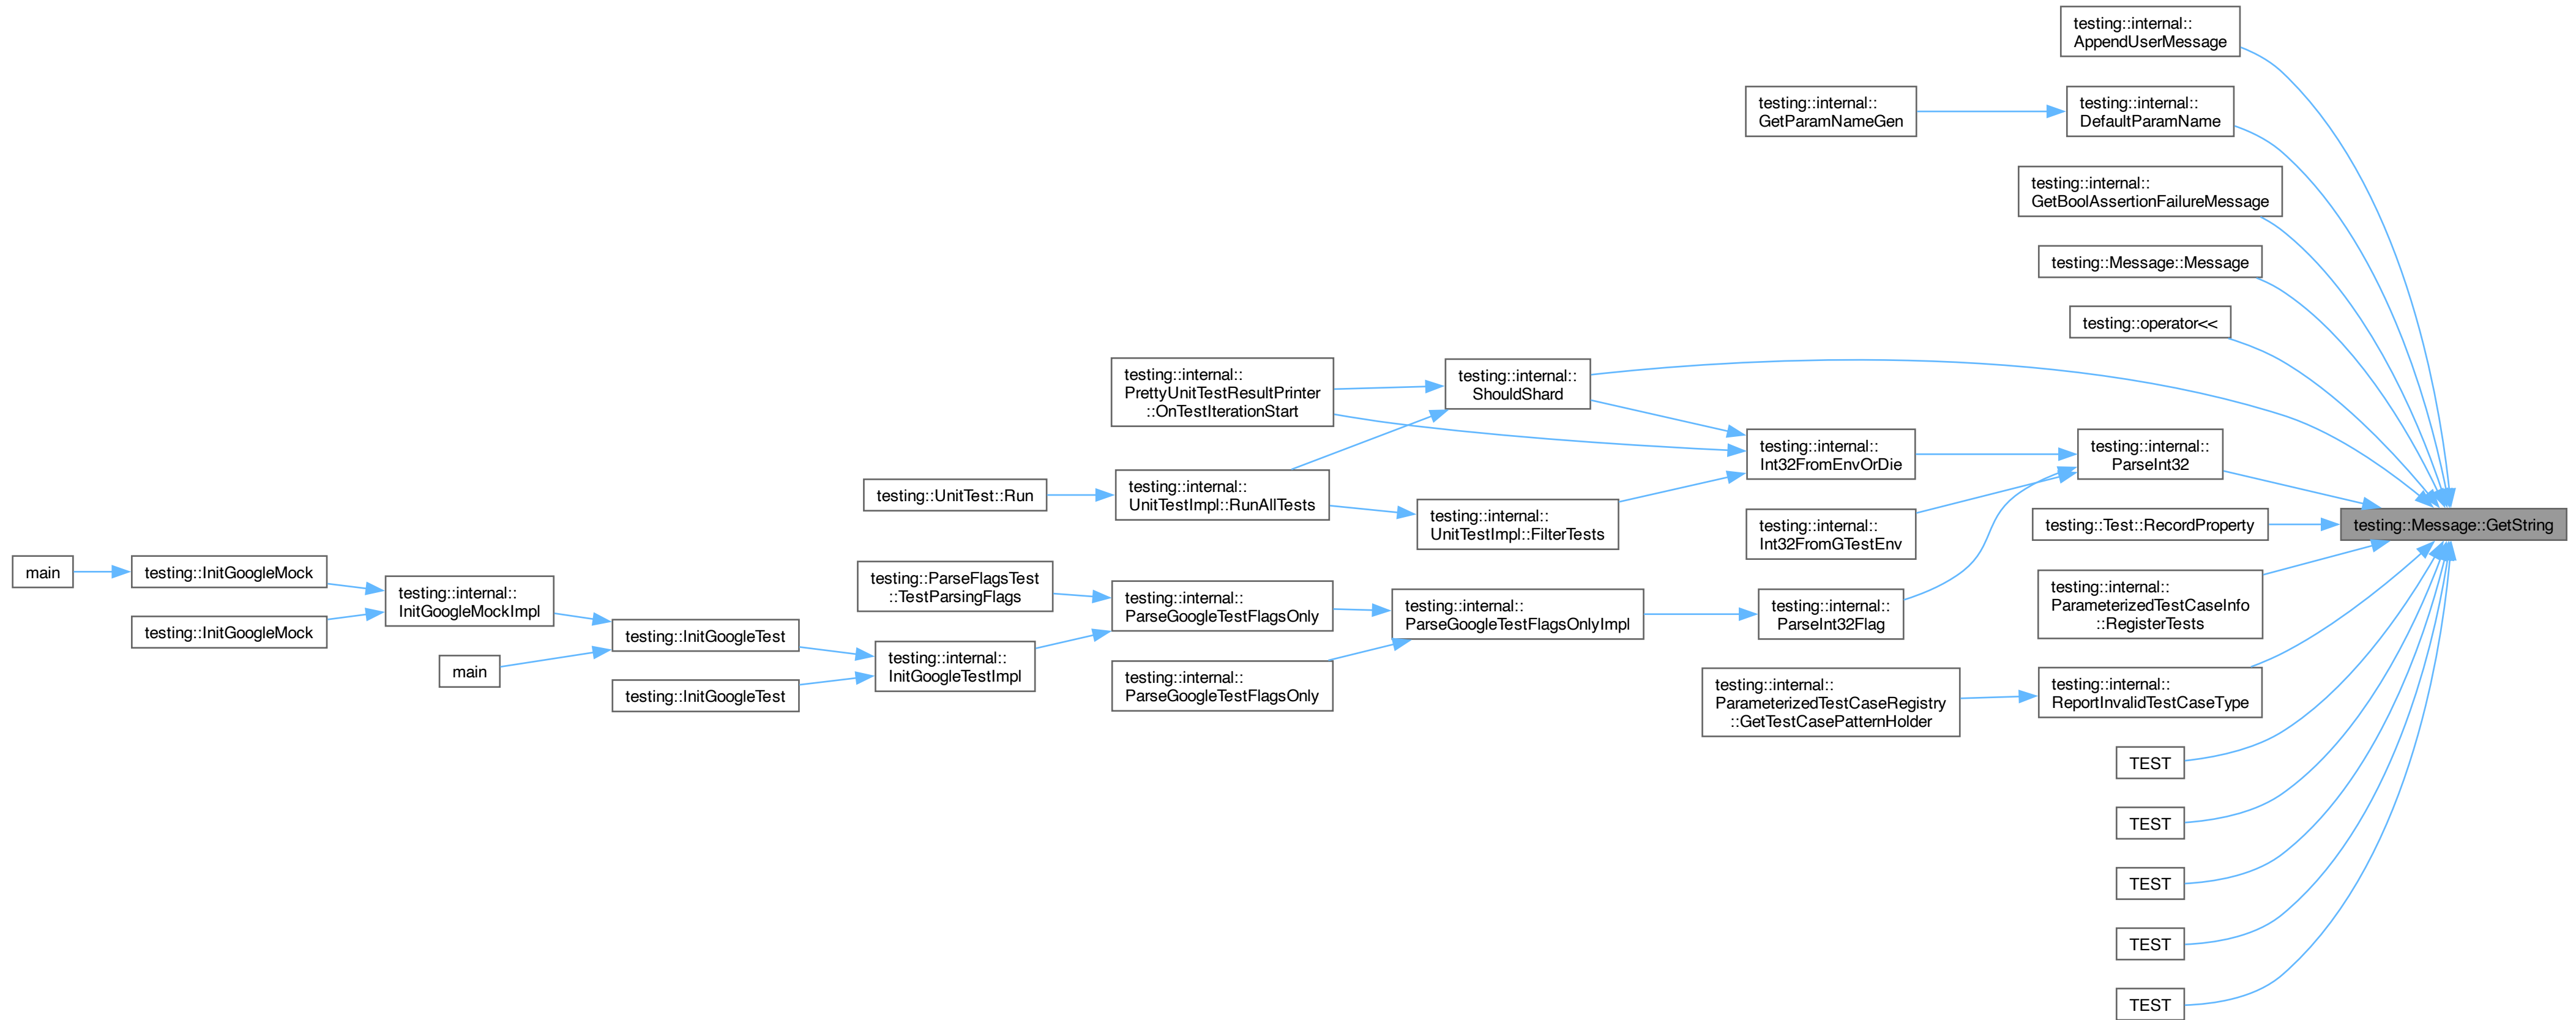 testing::internal::
AppendUserMessage
testing::internal::
GetParamNameGen
testing::internal::
DefaultParamName
testing::internal::
GetBoolAssertionFailureMessage
testing::Message::Message
testing::operator<<
testing::internal::
PrettyUnitTestResultPrinter
::OnTestIterationStart
testing::internal::
ShouldShard
testing::internal::
Int32FromEnvOrDie
testing::internal::
ParseInt32
testing::UnitTest::Run
testing::internal::
UnitTestImpl::RunAllTests
testing::internal::
UnitTestImpl::FilterTests
testing::internal::
Int32FromGTestEnv
testing::Test::RecordProperty
testing::Message::GetString
main
testing::InitGoogleMock
testing::InitGoogleMock
testing::internal::
InitGoogleMockImpl
testing::InitGoogleTest
main
testing::InitGoogleTest
testing::ParseFlagsTest
::TestParsingFlags
testing::internal::
InitGoogleTestImpl
testing::internal::
ParseGoogleTestFlagsOnly
testing::internal::
ParseGoogleTestFlagsOnly
testing::internal::
ParseGoogleTestFlagsOnlyImpl
testing::internal::
ParseInt32Flag
testing::internal::
ParameterizedTestCaseInfo
::RegisterTests
testing::internal::
ParameterizedTestCaseRegistry
::GetTestCasePatternHolder
testing::internal::
ReportInvalidTestCaseType
TEST
TEST
TEST
TEST
TEST